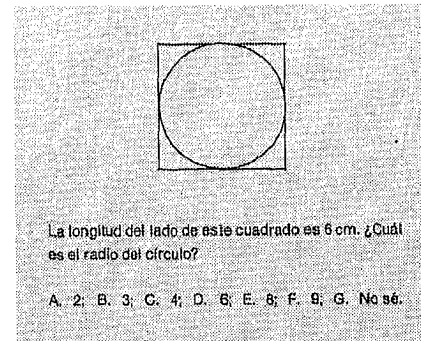 La longitud del lado de este cuadrado es 6 cm. ¿Cuál
es el radio del círculo?
A. 2; B. 3; C. 4; D. 6; E. 8; F. 9; G. No sé.